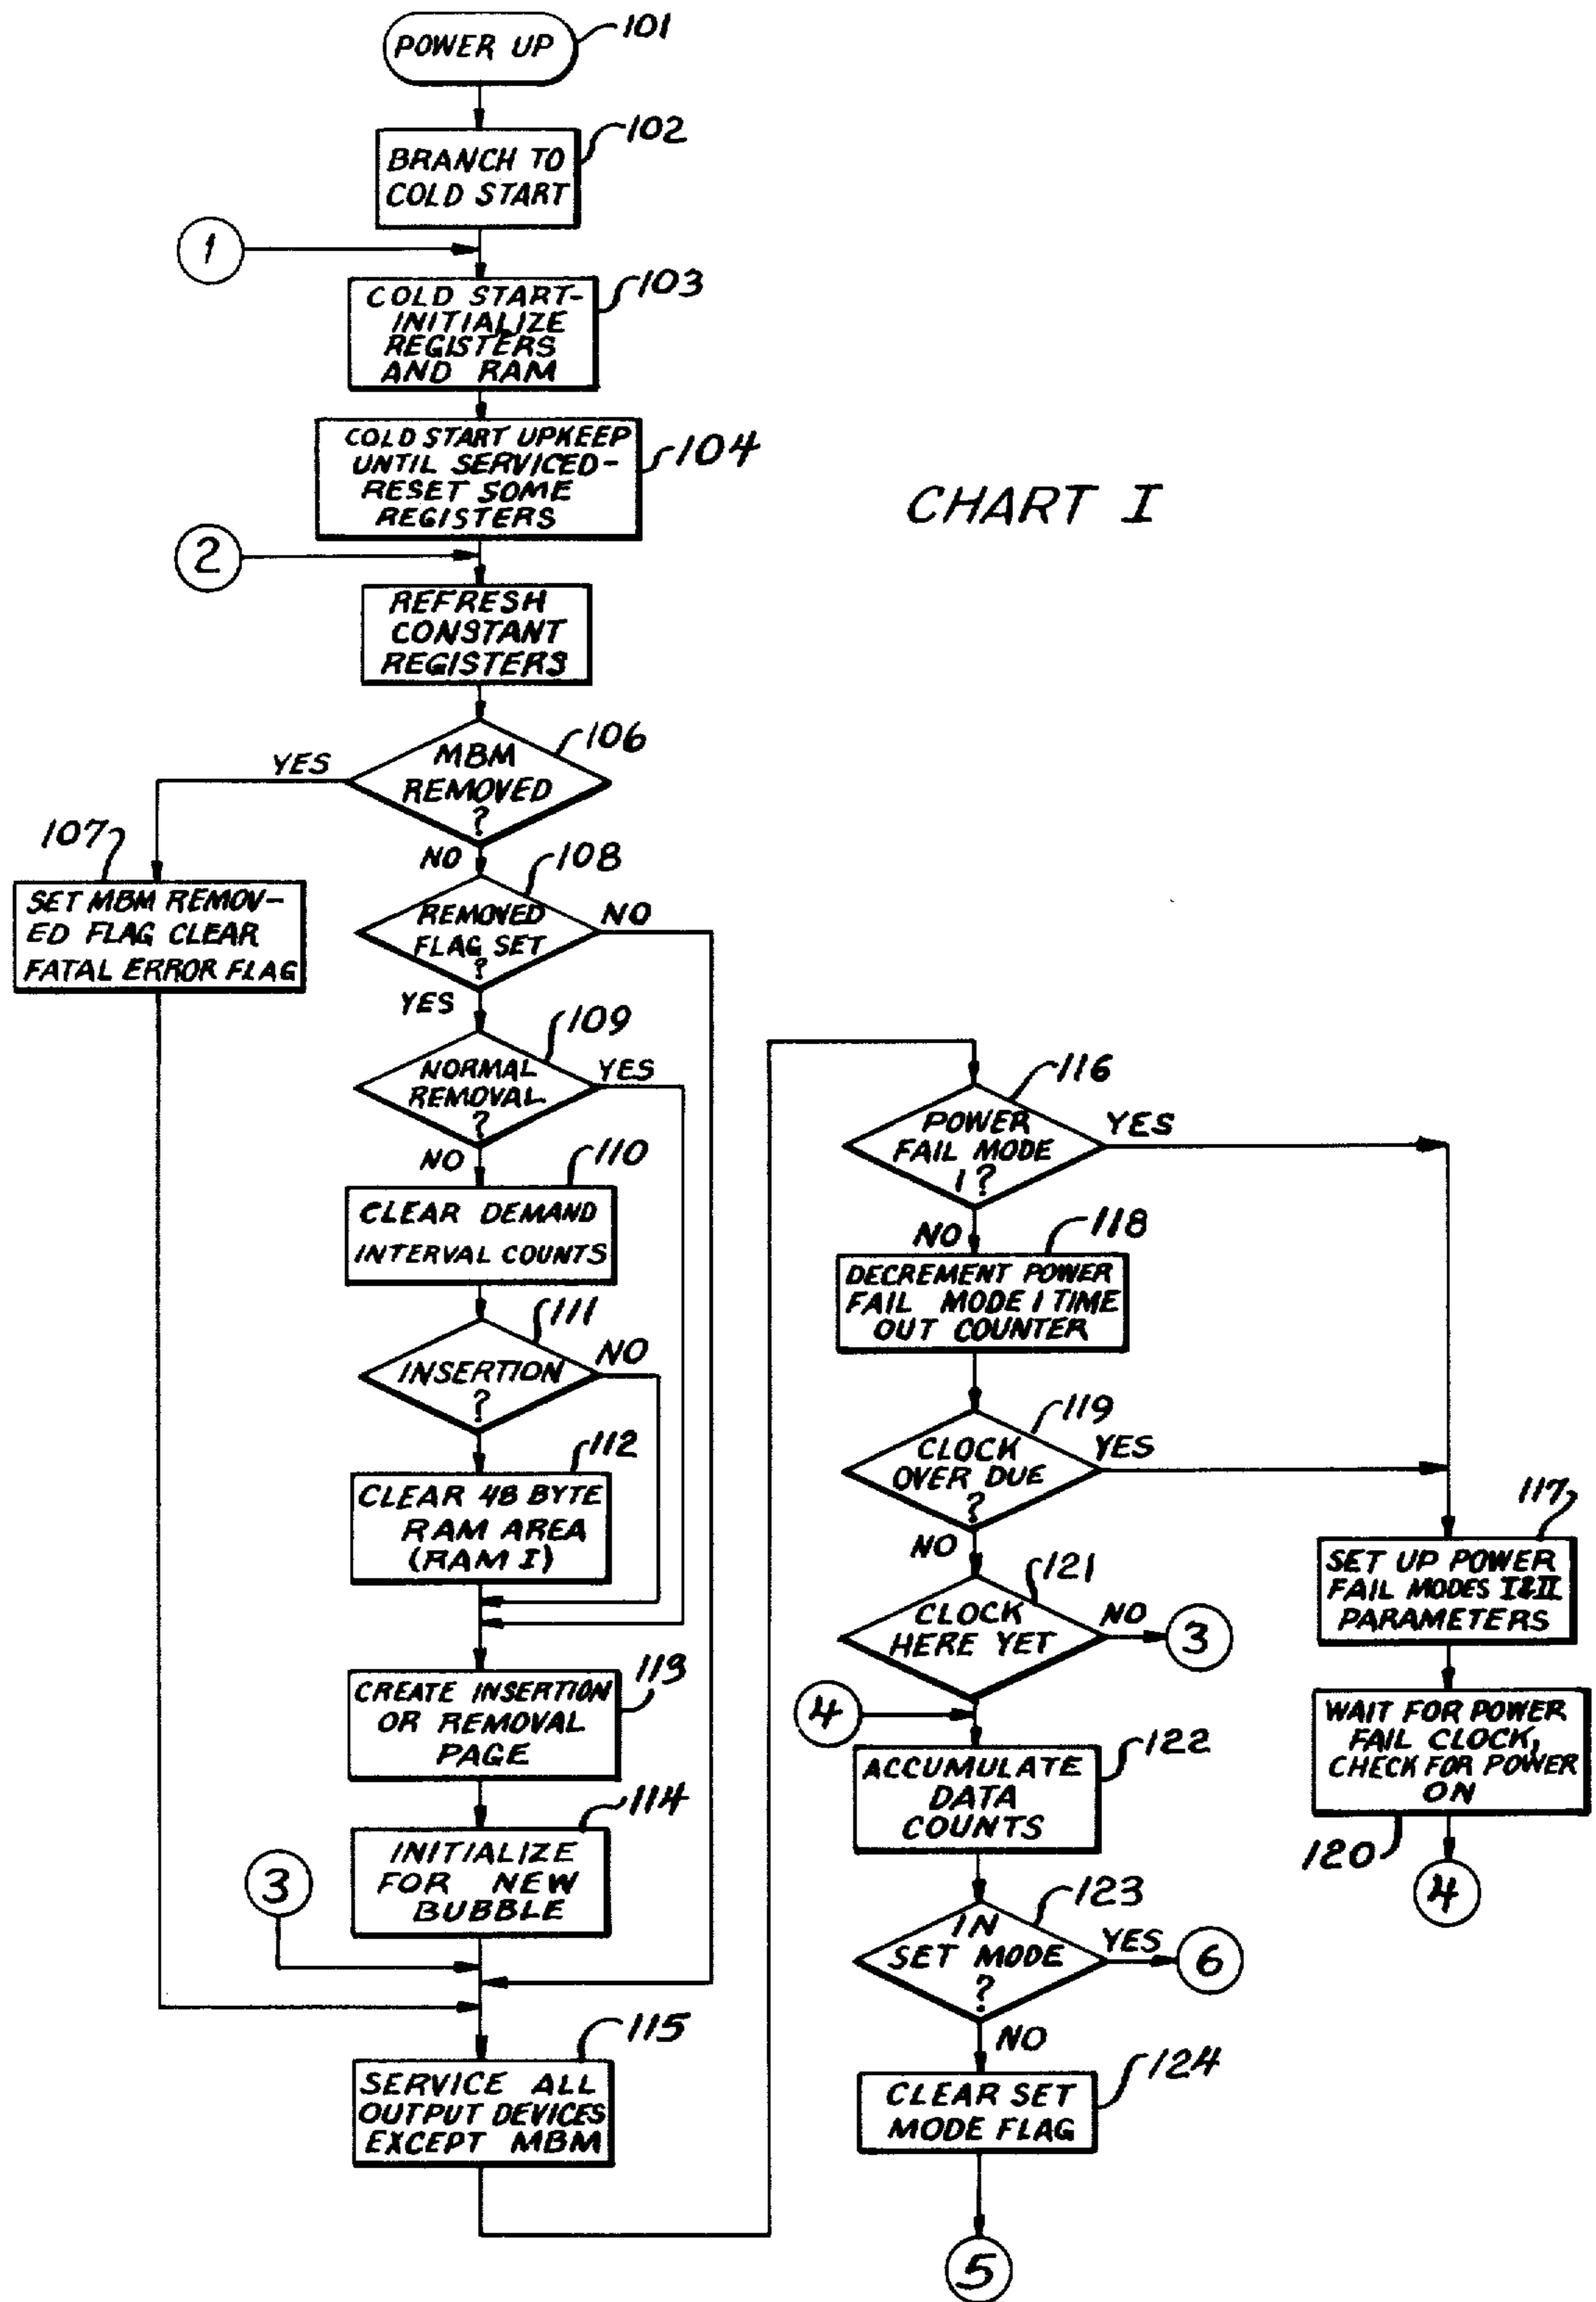 POWER UP
101
BRANCH TO
COLD START
102
1
COLD START-
INITIALIZE
REGISTERS
AND RAM
103
COLD START UPKEEP
UNTIL SERVICED-
RESET SOME
REGISTERS
104
CHART I
2
REFRESH
CONSTANT
REGISTERS
MBM
REMOVED
?
106
YES
NO
107
SET MBM REMOV-
ED FLAG CLEAR
FATAL ERROR FLAG
REMOVED
FLAG SET
?
108
NO
YES
NORMAL
REMOVAL
?
109
YES
NO
CLEAR DEMAND
INTERVAL COUNTS
110
INSERTION
?
111
NO
CLEAR 48 BYTE
RAM AREA
(RAM I)
112
CREATE INSERTION
OR REMOVAL
PAGE
113
INITIALIZE
FOR NEW
BUBBLE
114
3
SERVICE ALL
OUTPUT DEVICES
EXCEPT MBM
115
POWER
FAIL MODE
1 ?
116
YES
NO
DECREMENT POWER
FAIL MODE 1 TIME
OUT COUNTER
118
CLOCK
OVER DUE
?
119
YES
NO
117
SET UP POWER
FAIL MODES I&II
PARAMETERS
CLOCK
HERE YET
121
NO
3
WAIT FOR POWER
FAIL CLOCK,
CHECK FOR POWER
ON
120
4
4
ACCUMULATE
DATA
COUNTS
122
IN
SET MODE
?
123
YES
6
NO
CLEAR SET
MODE FLAG
124
5